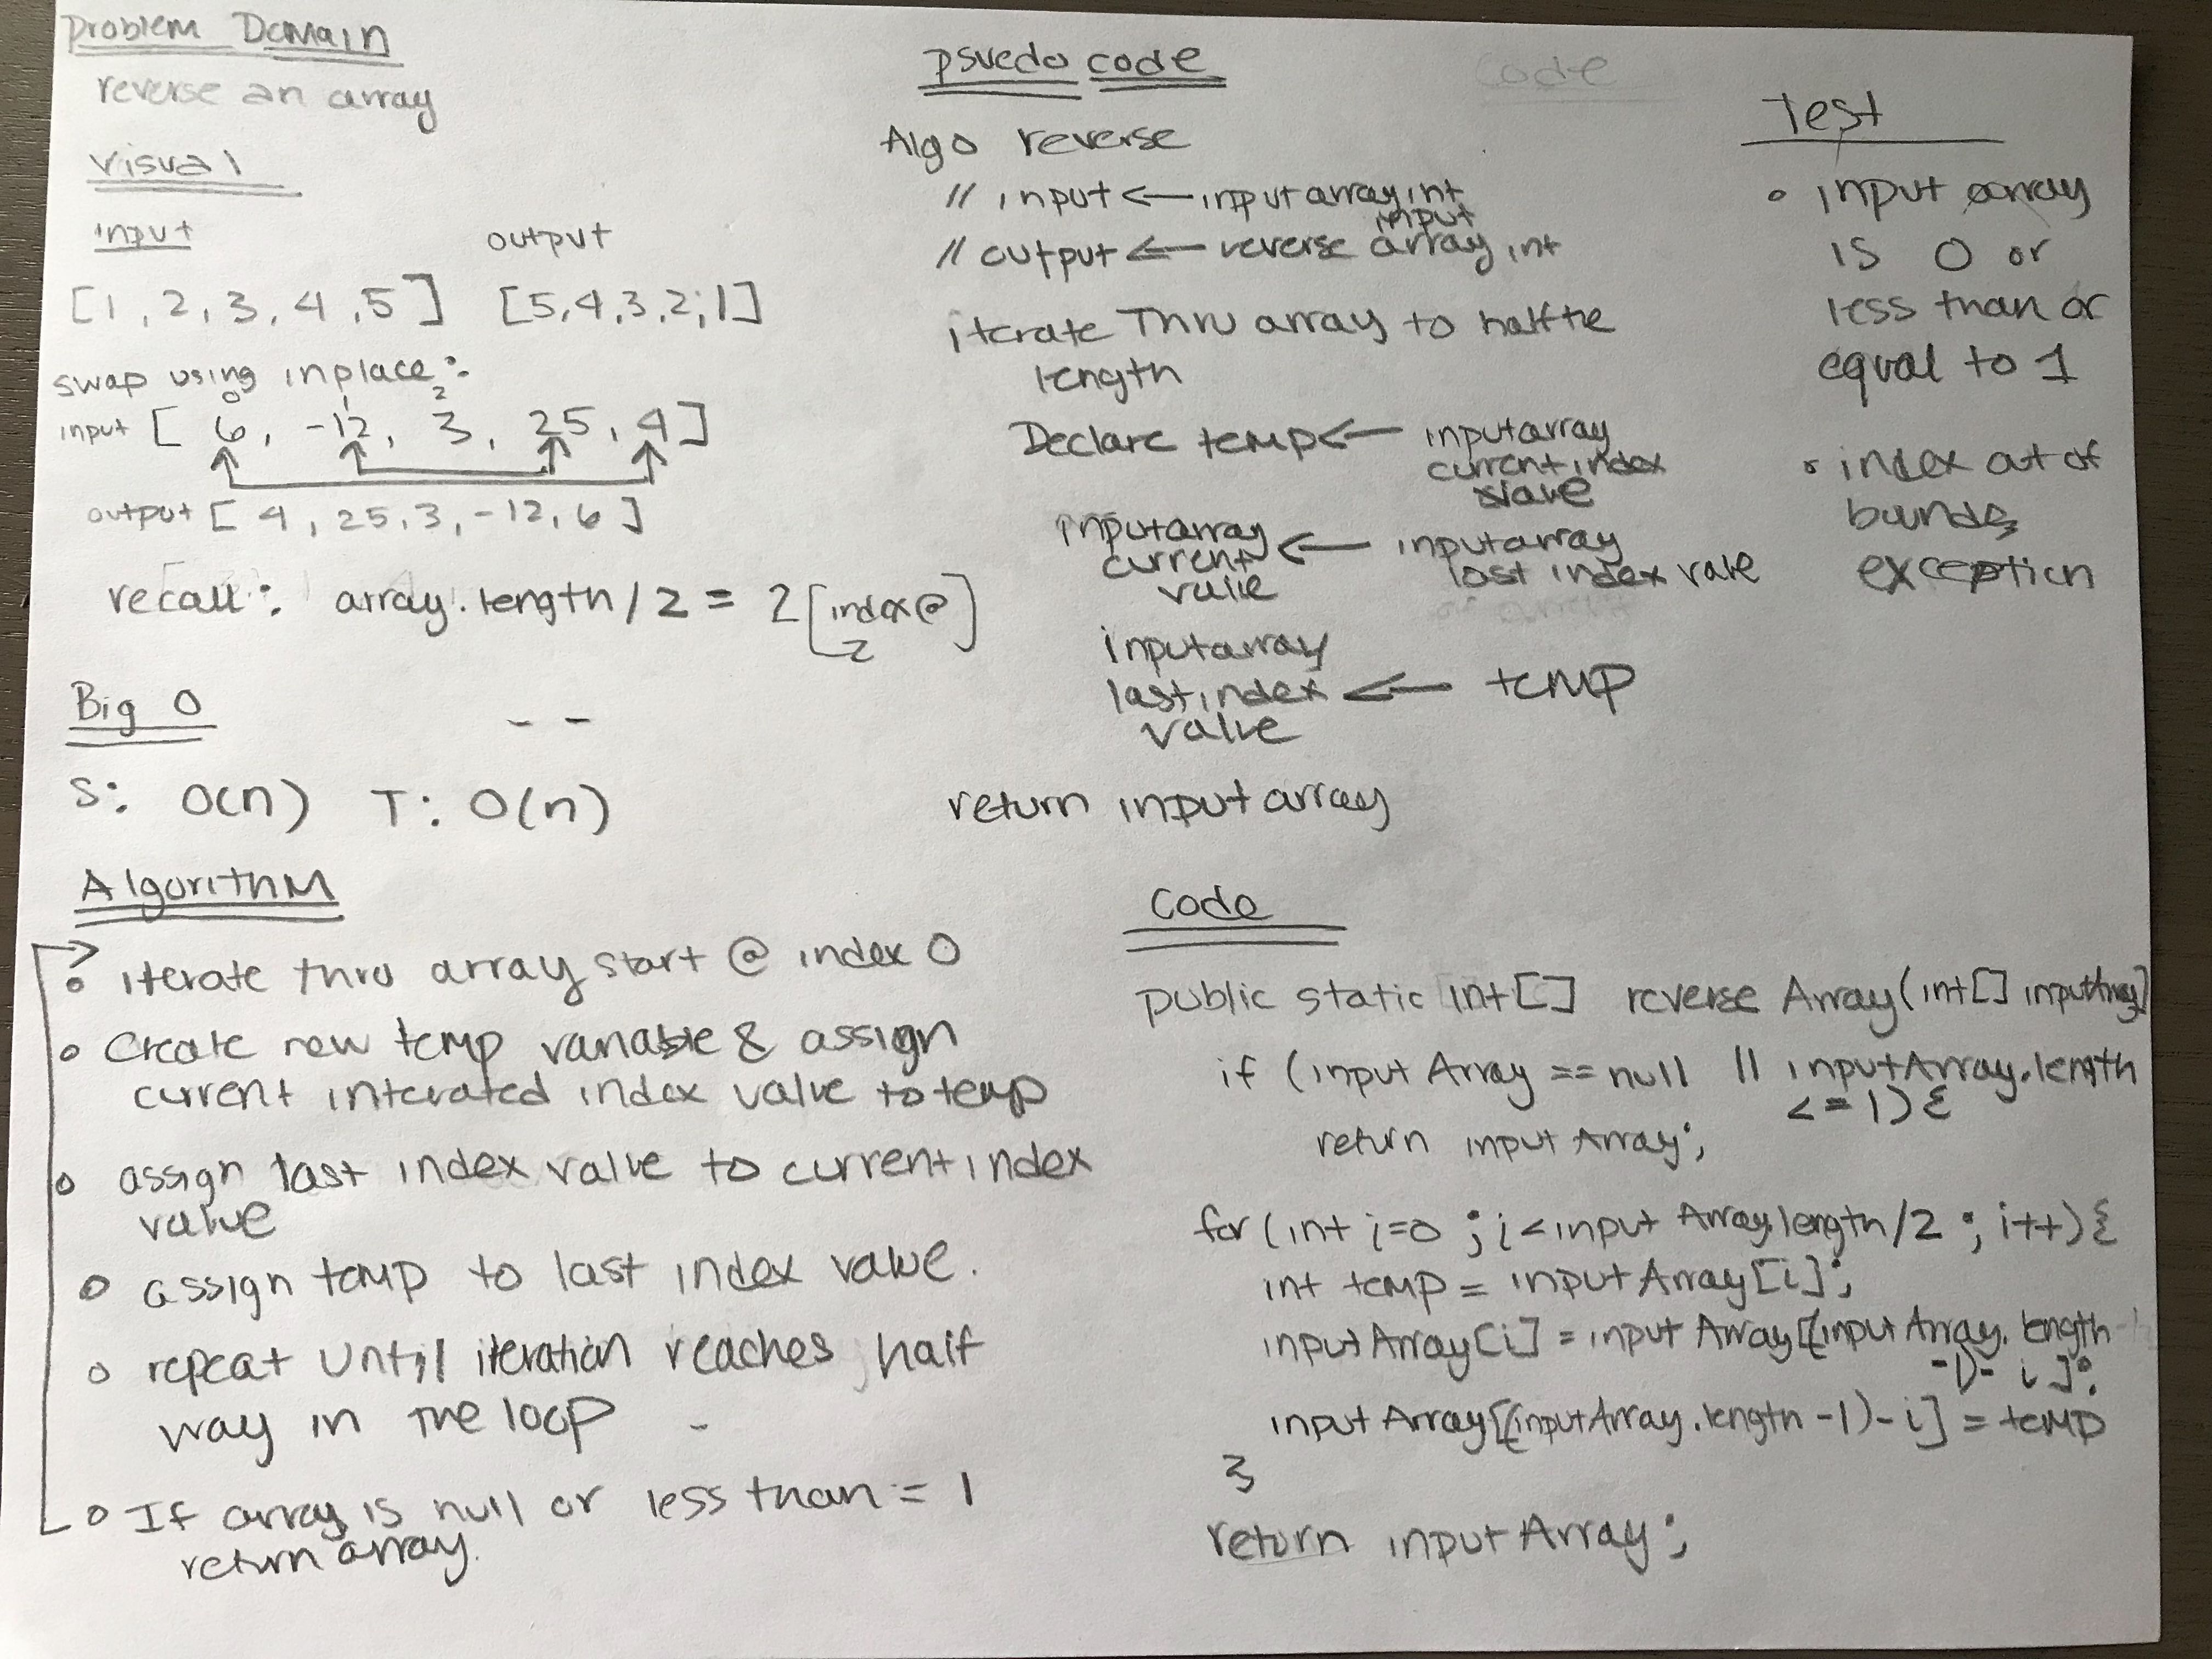 Problem Domain
reverse an array
Visual
input output
[1, 2, 3, 4, 5] [5,4,3,2,1]
swap using inplace:
0 1 2
input [ 6, -12, 3, 25, 4 ]
output [ 4, 25, 3, -12, 6 ]
recall: array.length/2 = 2 [index@
2]
Big O
S: O(n) T: O(n)
Algorithm
iterate thru array start @ index 0
Create new temp variable & assign
current interated index value to temp
assign last index value to current index
value
assign temp to last index value.
repeat until iteration reaches half
way in the loop
If array is null or less than = 1
return array.
psuedo code
Algo reverse
// input <— input array int
input
// output <— reverse array int
iterate Thru array to half the
length
Declare temp <— inputarray
current index
value
inputarray
current
value
<— inputarray
last index value
of current
inputarray
last index
value
<— temp
return input array
Code
Test
• input array
is 0 or
less than or
equal to 1
• index out of
bounds
exception
Code
public static int[] reverse Array(int[] inputArray)
if (input Array == null || inputArray.length
<=1){
return input Array;
for (int i=0 ; i< input Array.length/2 ; i++){
int temp = input Array[i];
input Array[i] = input Array[(input Array.length
-1)- i ];
input Array[(inputArray.length -1)-i] = temp
}
return input Array;